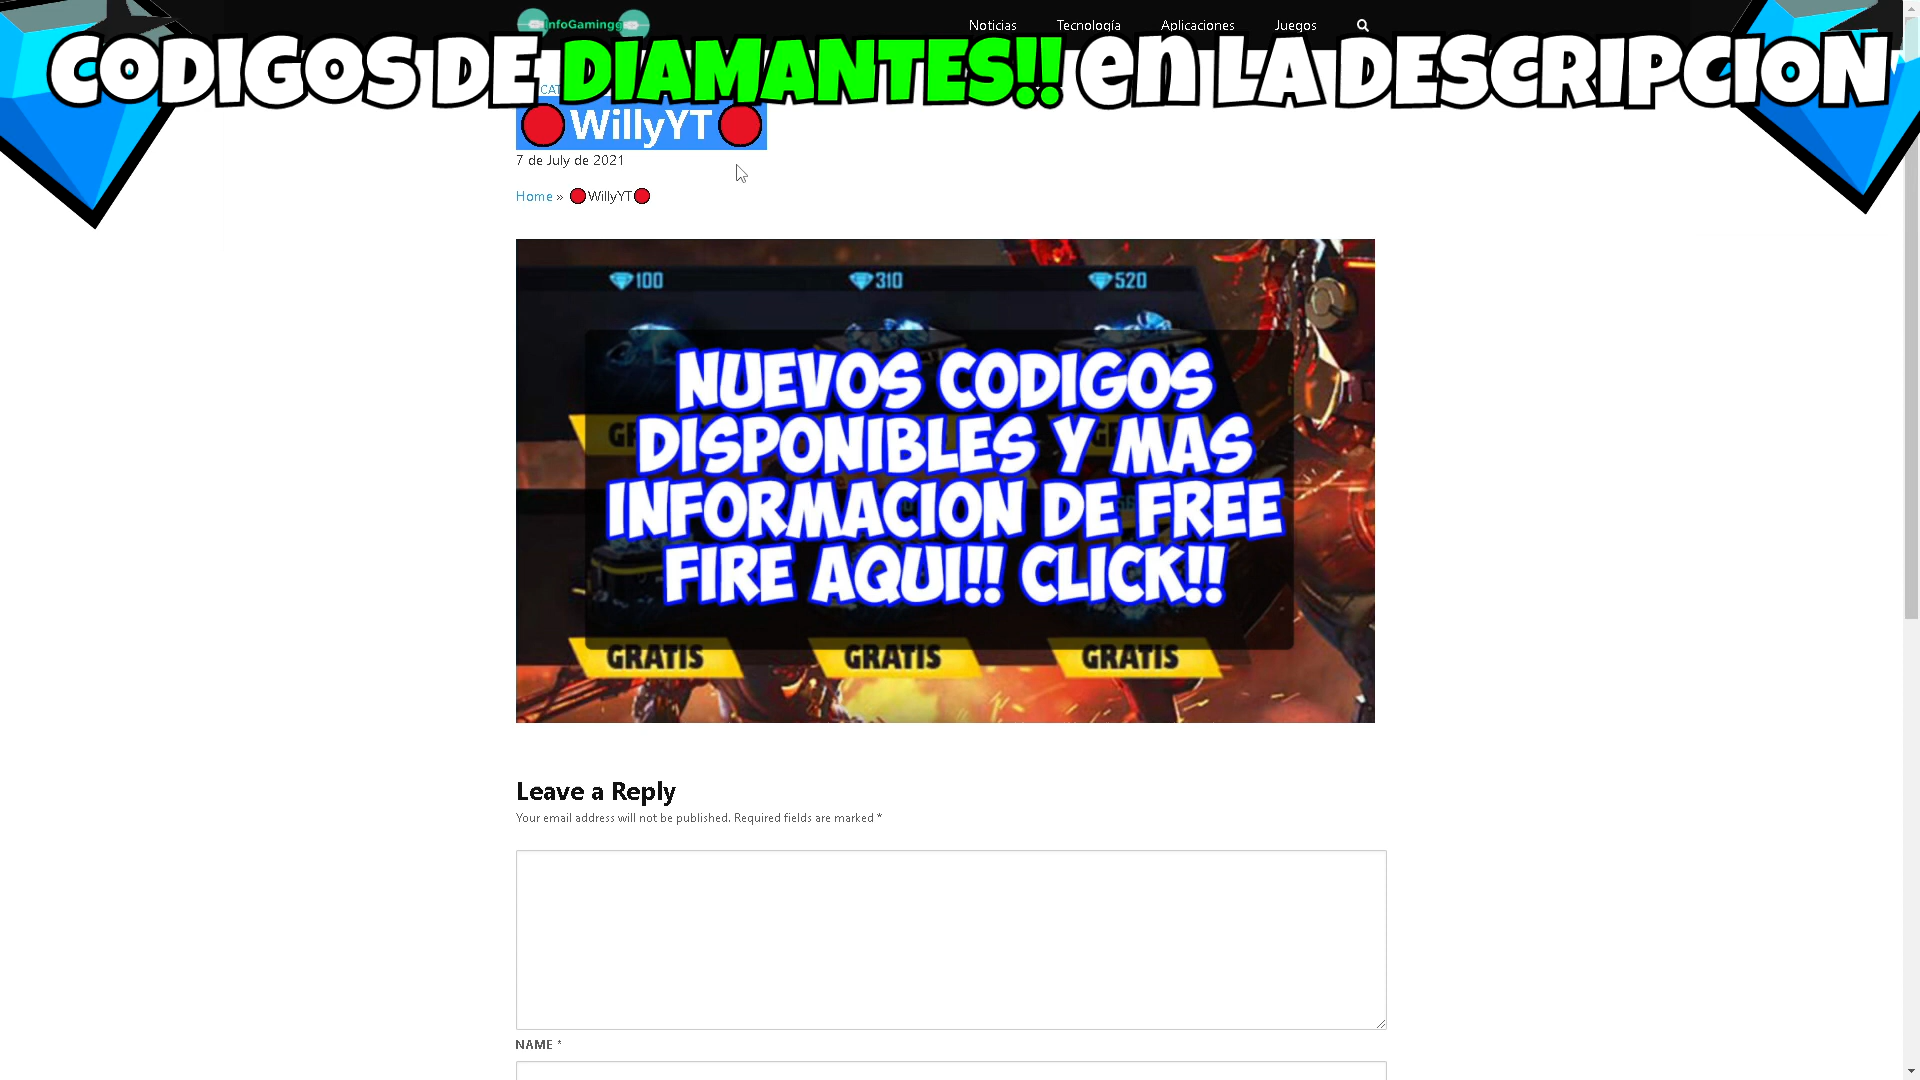 InfoGamingg
Noticias
Tecnología
Aplicaciones
Juegos
CODIGOS DE DIAMANTES!! en LA DESCRIPCION
🔴WillyYT🔴
7 de July de 2021
Home » 🔴WillyYT🔴
100
310
520
NUEVOS CODIGOS
DISPONIBLES Y MAS
INFORMACION DE FREE
FIRE AQUI!! CLICK!!
GRATIS
GRATIS
GRATIS
Leave a Reply
Your email address will not be published. Required fields are marked *
NAME *